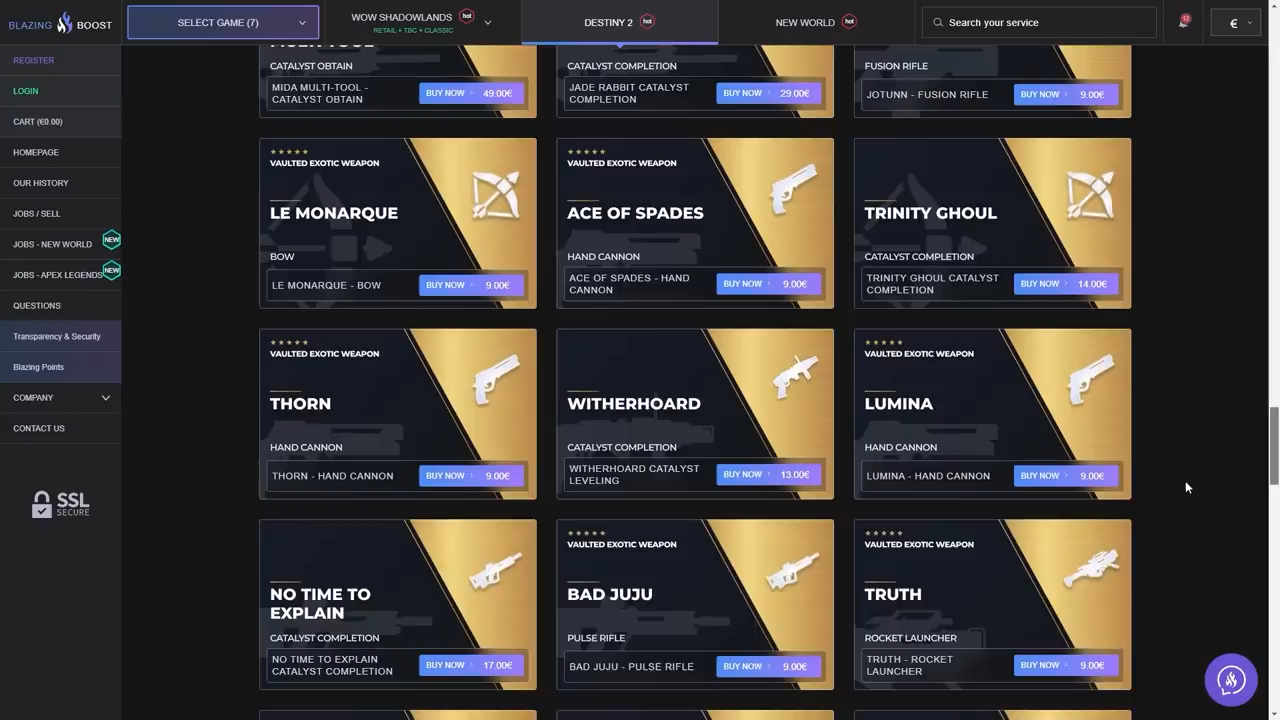 BLAZING BOOST
SELECT GAME (7)
WOW SHADOWLANDS hot
RETAIL + TBC + CLASSIC
DESTINY 2 hot
NEW WORLD hot
Search your service
12
€
REGISTER
LOGIN
CART (€0.00)
HOMEPAGE
OUR HISTORY
JOBS / SELL
JOBS - NEW WORLD NEW
JOBS - APEX LEGENDS NEW
QUESTIONS
Transparency & Security
Blazing Points
COMPANY
CONTACT US
SSL
SECURE
MULTI-TOOL
CATALYST OBTAIN
MIDA MULTI-TOOL -
CATALYST OBTAIN
BUY NOW 49.00€
CATALYST COMPLETION
JADE RABBIT CATALYST
COMPLETION
BUY NOW 29.00€
FUSION RIFLE
JOTUNN - FUSION RIFLE
BUY NOW 9.00€
VAULTED EXOTIC WEAPON
LE MONARQUE
BOW
LE MONARQUE - BOW
BUY NOW 9.00€
VAULTED EXOTIC WEAPON
ACE OF SPADES
HAND CANNON
ACE OF SPADES - HAND
CANNON
BUY NOW 9.00€
TRINITY GHOUL
CATALYST COMPLETION
TRINITY GHOUL CATALYST
COMPLETION
BUY NOW 14.00€
VAULTED EXOTIC WEAPON
THORN
HAND CANNON
THORN - HAND CANNON
BUY NOW 9.00€
WITHERHOARD
CATALYST COMPLETION
WITHERHOARD CATALYST
LEVELING
BUY NOW 13.00€
VAULTED EXOTIC WEAPON
LUMINA
HAND CANNON
LUMINA - HAND CANNON
BUY NOW 9.00€
NO TIME TO
EXPLAIN
CATALYST COMPLETION
NO TIME TO EXPLAIN
CATALYST COMPLETION
BUY NOW 17.00€
VAULTED EXOTIC WEAPON
BAD JUJU
PULSE RIFLE
BAD JUJU - PULSE RIFLE
BUY NOW 9.00€
VAULTED EXOTIC WEAPON
TRUTH
ROCKET LAUNCHER
TRUTH - ROCKET
LAUNCHER
BUY NOW 9.00€